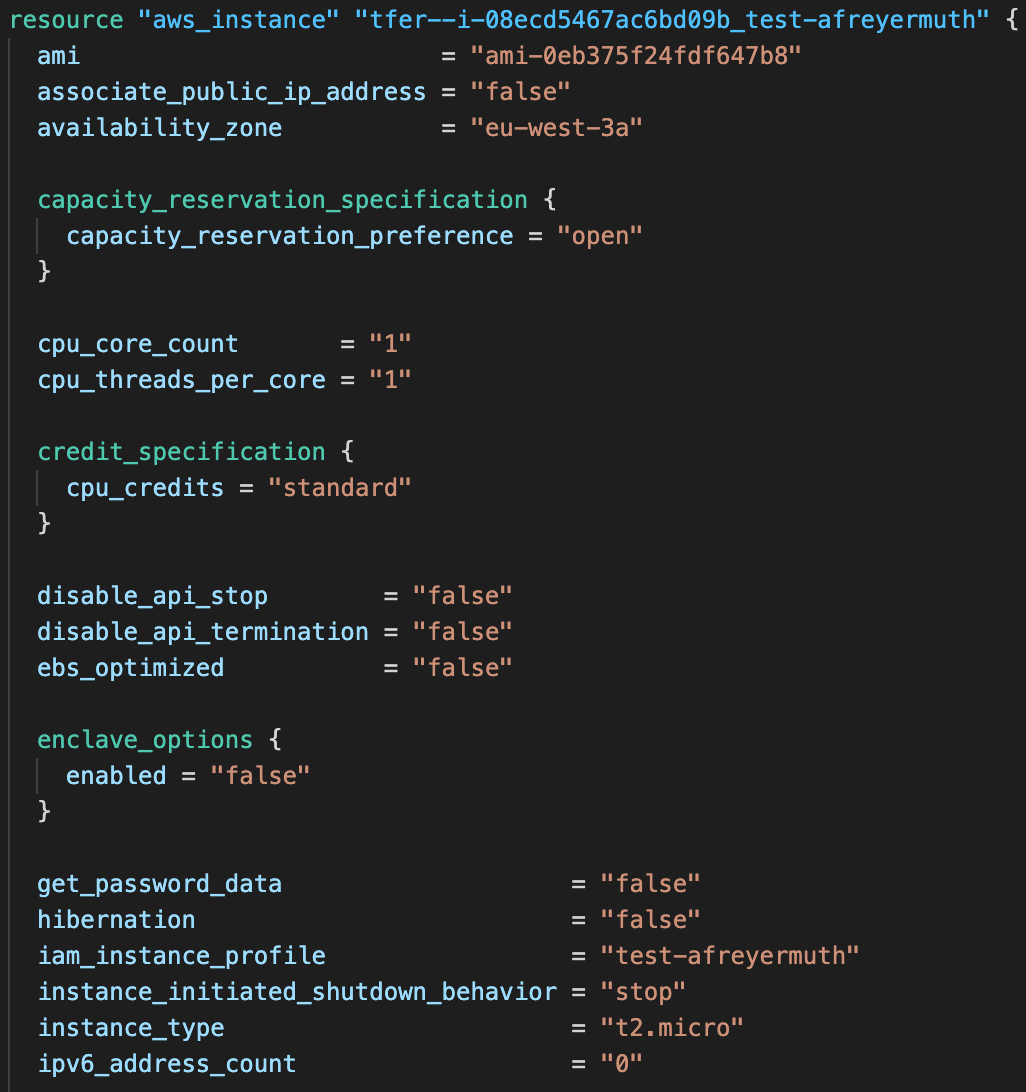 resource "aws_instance" "tfer--i-08ecd5467ac6bd09b_test-afreyermuth" {
  ami                         = "ami-0eb375f24fdf647b8"
  associate_public_ip_address = "false"
  availability_zone           = "eu-west-3a"

  capacity_reservation_specification {
    capacity_reservation_preference = "open"
  }

  cpu_core_count       = "1"
  cpu_threads_per_core = "1"

  credit_specification {
    cpu_credits = "standard"
  }

  disable_api_stop        = "false"
  disable_api_termination = "false"
  ebs_optimized           = "false"

  enclave_options {
    enabled = "false"
  }

  get_password_data                    = "false"
  hibernation                          = "false"
  iam_instance_profile                 = "test-afreyermuth"
  instance_initiated_shutdown_behavior = "stop"
  instance_type                        = "t2.micro"
  ipv6_address_count                   = "0"